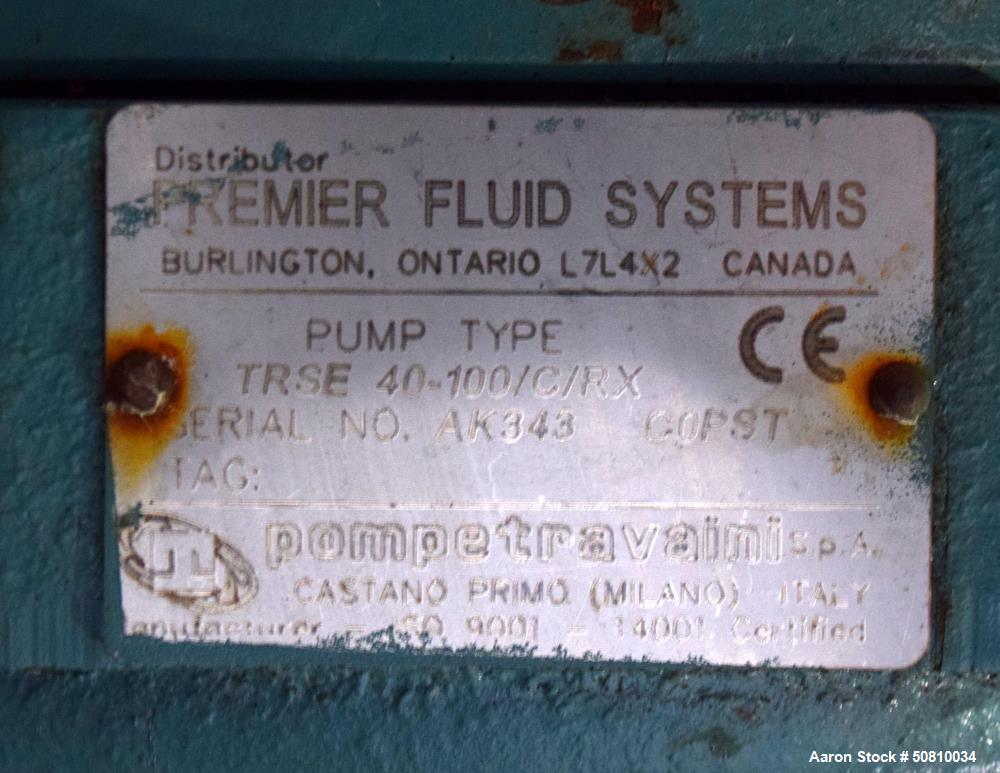 Distributor
PREMIER FLUID SYSTEMS
BURLINGTON, ONTARIO L7L4X2 CANADA
PUMP TYPE
CE
TRSE 40-100/C/RX
SERIAL NO. AK343 C0PST
TAG:
pompetravaini S.p.A.
CASTANO PRIMO (MILANO) ITALY
Manufacturer - ISO 9001 - 14001 Certified
Aaron Stock # 50810034